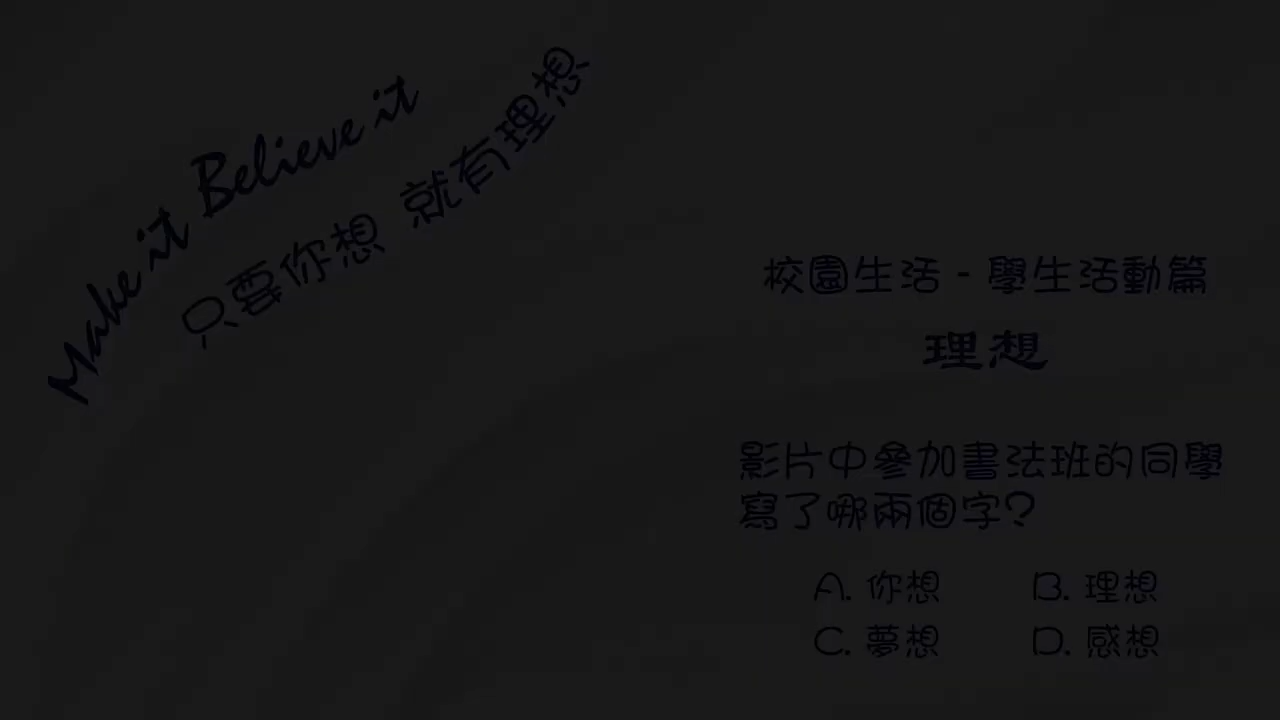 Make it Believe it
只要你想 就有理想
校園生活 - 學生活動篇
理想
影片中參加書法班的同學
寫了哪兩個字?
A. 你想 B. 理想
C. 夢想 D. 感想